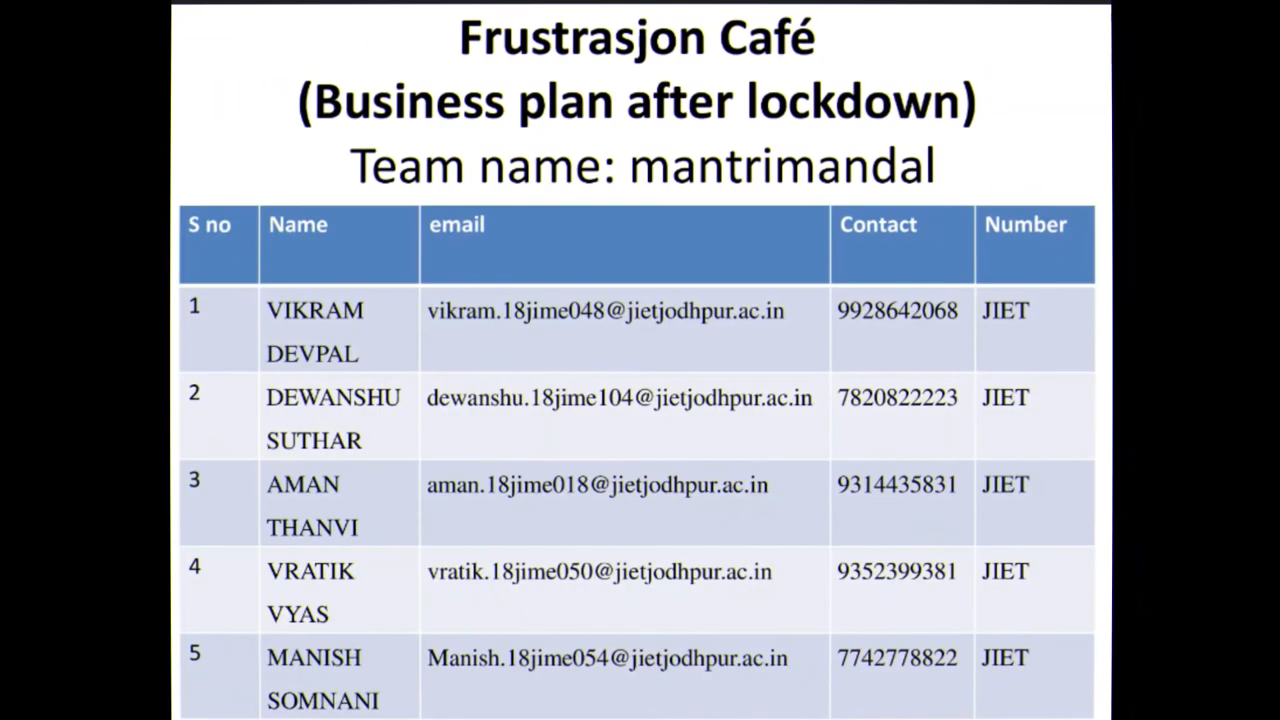 Frustrasjon Café
(Business plan after lockdown)
Team name: mantrimandal
S no Name email Contact Number
1 VIKRAM vikram.18jime048@jietjodhpur.ac.in 9928642068 JIET
DEVPAL
2 DEWANSHU dewanshu.18jime104@jietjodhpur.ac.in 7820822223 JIET
SUTHAR
3 AMAN aman.18jime018@jietjodhpur.ac.in 9314435831 JIET
THANVI
4 VRATIK vratik.18jime050@jietjodhpur.ac.in 9352399381 JIET
VYAS
5 MANISH Manish.18jime054@jietjodhpur.ac.in 7742778822 JIET
SOMNANI